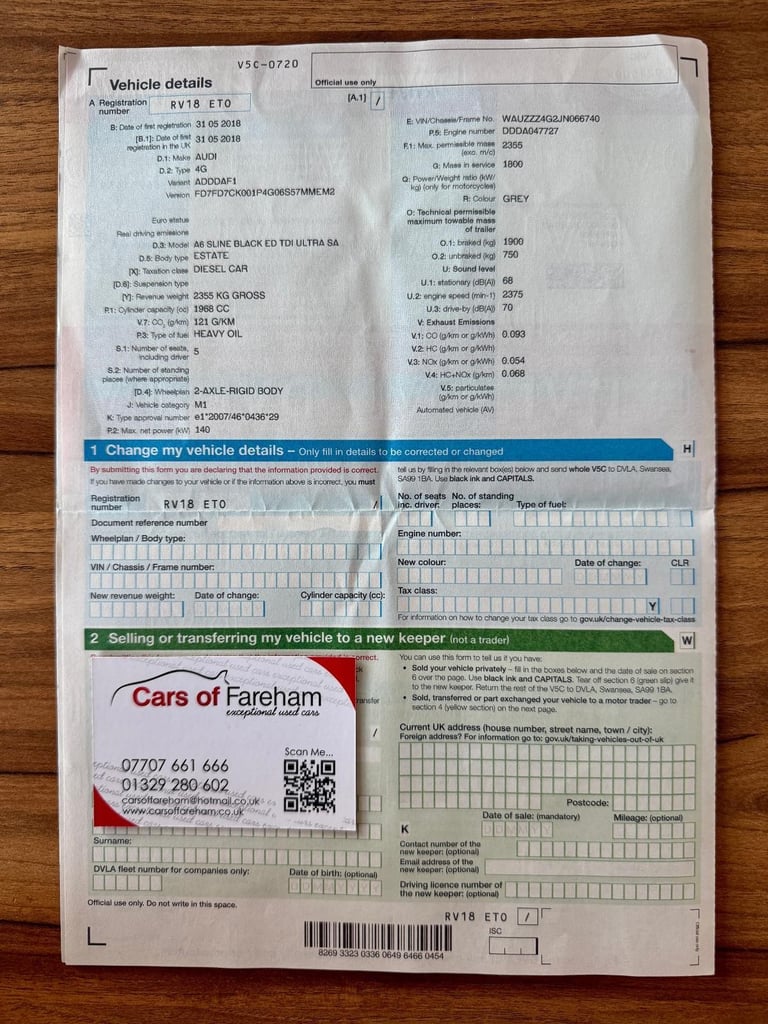 V5C-0720
Official use only
Vehicle details
A Registration number RV18 ETO
[A.1] /
B: Date of first registration 31 05 2018
[B.1]: Date of first registration in the UK 31 05 2018
D.1: Make AUDI
D.2: Type 4G
Variant ADDDAF1
Version FD7FD7CK001P4G06S57MMEM2
Euro status
Real driving emissions
D.3: Model A6 SLINE BLACK ED TDI ULTRA SA
D.5: Body type ESTATE
[X]: Taxation class DIESEL CAR
[D.6]: Suspension type
[Y]: Revenue weight 2355 KG GROSS
P.1: Cylinder capacity (cc) 1968 CC
V.7: CO2 (g/km) 121 G/KM
P.3: Type of fuel HEAVY OIL
S.1: Number of seats, including driver 5
S.2: Number of standing places (where appropriate)
[D.4]: Wheelplan 2-AXLE-RIGID BODY
J: Vehicle category M1
K: Type approval number e1*2007/46*0436*29
P.2: Max. net power (kW) 140
E: VIN/Chassis/Frame No. WAUZZZ4G2JN066740
P.5: Engine number DDDA047727
F.1: Max. permissible mass (exc. m/c) 2355
G: Mass in service 1800
Q: Power/Weight ratio (kW/kg) (only for motorcycles)
R: Colour GREY
O: Technical permissible maximum towable mass of trailer
O.1: braked (kg) 1900
O.2: unbraked (kg) 750
U: Sound level
U.1: stationary (dB(A)) 68
U.2: engine speed (min-1) 2375
U.3: drive-by (dB(A)) 70
V: Exhaust Emissions
V.1: CO (g/km or g/kWh) 0.093
V.2: HC (g/km or g/kWh)
V.3: NOx (g/km or g/kWh) 0.054
V.4: HC+NOx (g/km) 0.068
V.5: particulates (g/km or g/kWh)
Automated vehicle (AV)
1 Change my vehicle details – Only fill in details to be corrected or changed
H
By submitting this form you are declaring that the information provided is correct.
If you have made changes to your vehicle or if the information above is incorrect, you must
tell us by filling in the relevant box(es) below and send whole V5C to DVLA, Swansea,
SA99 1BA. Use black ink and CAPITALS.
Registration number RV18 ETO /
Document reference number
Wheelplan / Body type:
VIN / Chassis / Frame number:
New revenue weight: Date of change: Cylinder capacity (cc):
No. of seats inc. driver: No. of standing places: Type of fuel:
Engine number:
New colour: Date of change: CLR
Tax class:
Y
For information on how to change your tax class go to gov.uk/change-vehicle-tax-class
2 Selling or transferring my vehicle to a new keeper (not a trader)
W
correct.
transfer
/
Cars of Fareham
exceptional used cars
Scan Me...
07707 661 666
01329 280 602
carsoffareham@hotmail.co.uk
www.carsoffareham.co.uk
Surname:
DVLA fleet number for companies only: Date of birth: (optional)
You can use this form to tell us if you have:
• Sold your vehicle privately – fill in the boxes below and the date of sale on section
6 over the page. Use black ink and CAPITALS. Tear off section 6 (green slip) give it
to the new keeper. Return the rest of the V5C to DVLA, Swansea, SA99 1BA.
• Sold, transferred or part exchanged your vehicle to a motor trader – go to
section 4 (yellow section) on the next page.
Current UK address (house number, street name, town / city):
Foreign address? For information go to: gov.uk/taking-vehicles-out-of-uk
Postcode:
Date of sale: (mandatory) Mileage: (optional)
K
Contact number of the new keeper: (optional)
Email address of the new keeper: (optional)
Driving licence number of the new keeper: (optional)
Official use only. Do not write in this space.
8269 3323 0336 0649 6466 0454
RV18 ETO /
ISC
Official use only